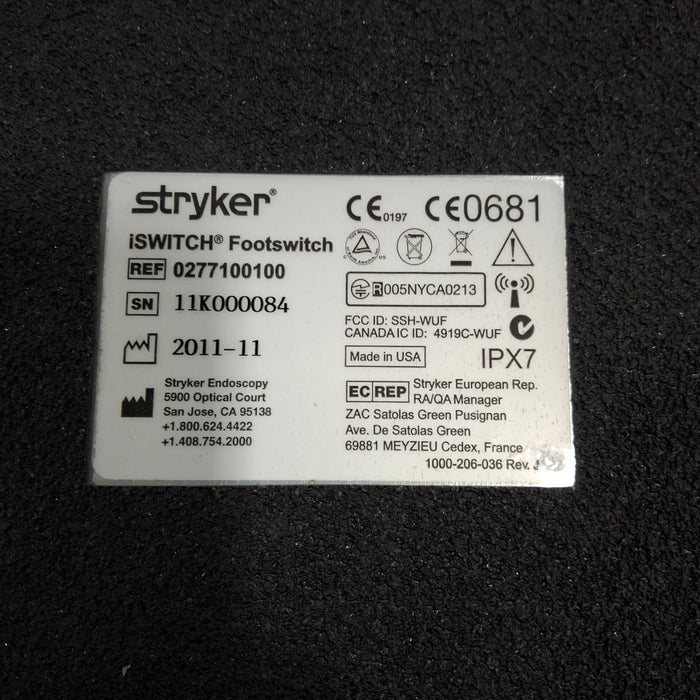 stryker®
iSWITCH® Footswitch
REF 0277100100
SN 11K000084
2011-11
Stryker Endoscopy
5900 Optical Court
San Jose, CA 95138
+1.800.624.4422
+1.408.754.2000
CE 0197 CE0681
R 005NYCA0213
FCC ID: SSH-WUF
CANADA IC ID: 4919C-WUF
Made in USA IPX7
EC REP Stryker European Rep.
RA/QA Manager
ZAC Satolas Green Pusignan
Ave. De Satolas Green
69881 MEYZIEU Cedex, France
1000-206-036 Rev. J